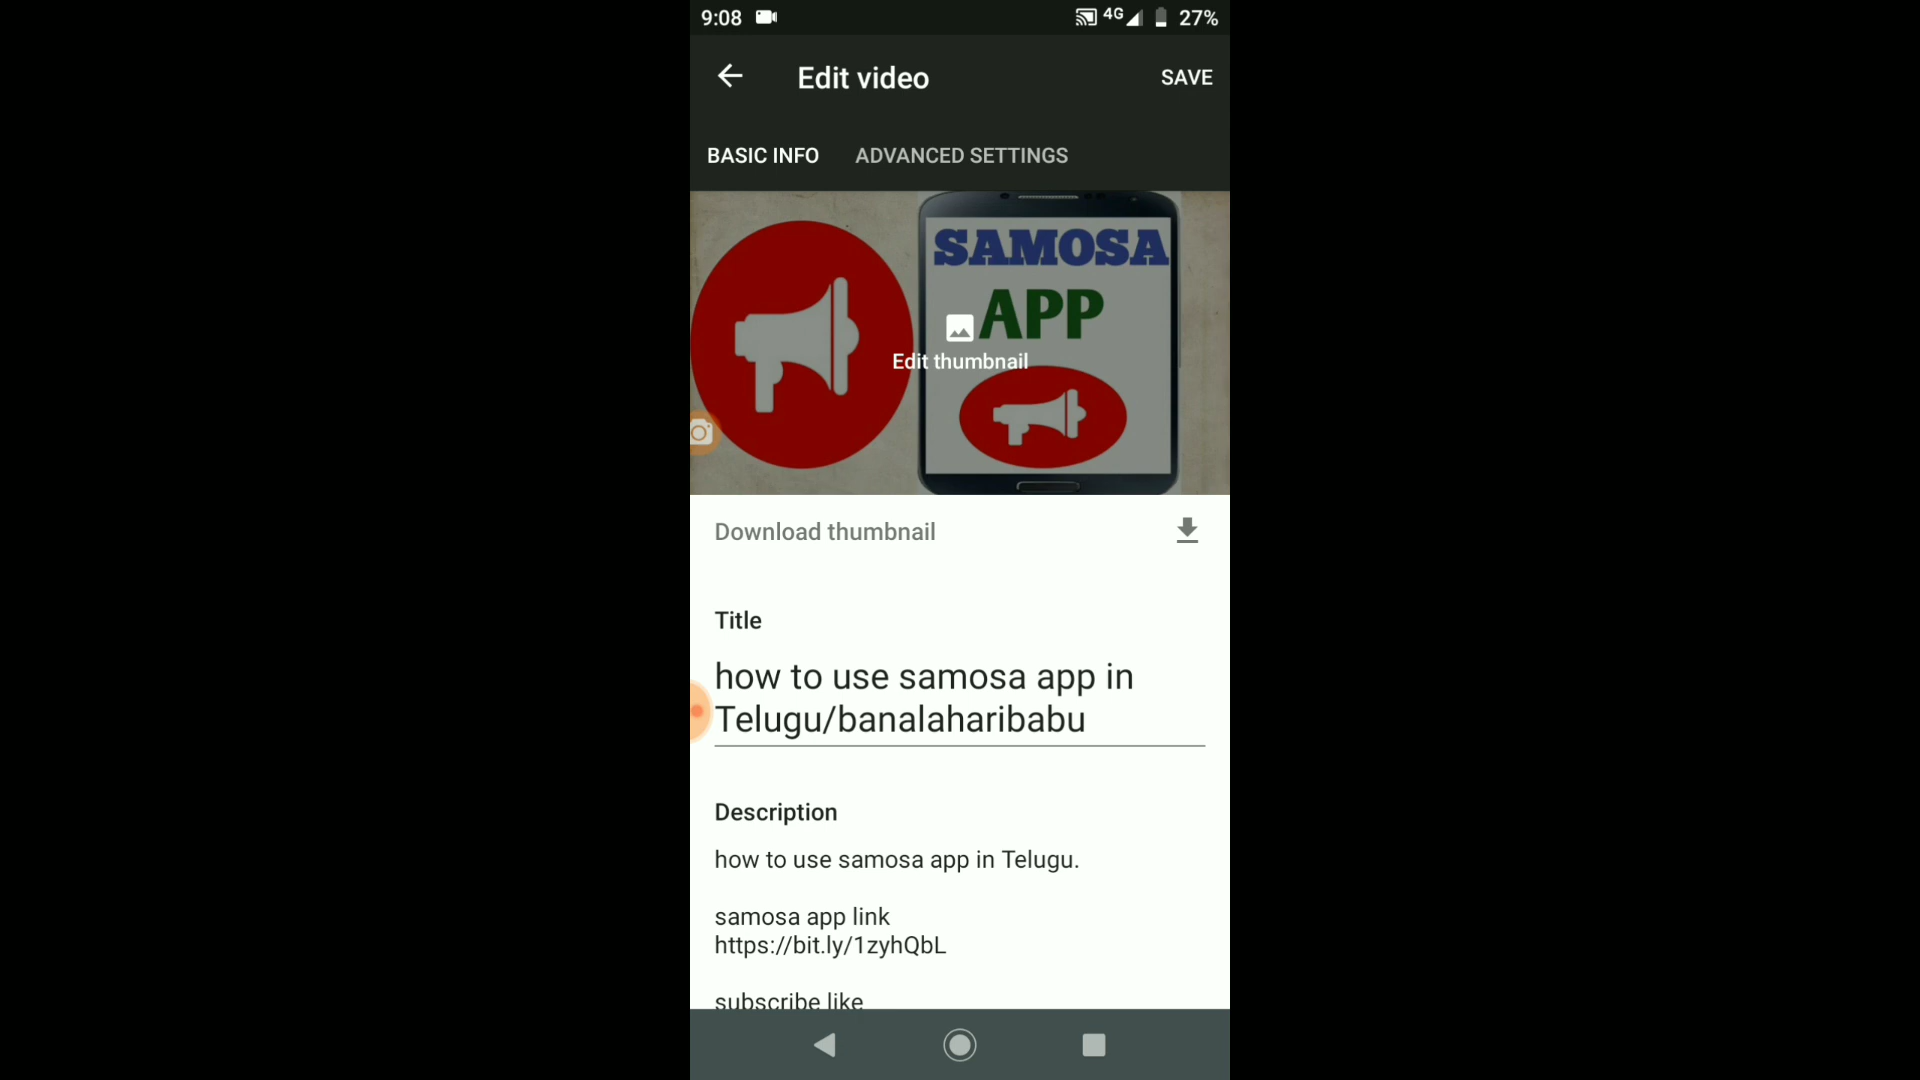 9:08 4G 27%
Edit video SAVE
BASIC INFO ADVANCED SETTINGS
SAMOSA
APP
Edit thumbnail
Download thumbnail
Title
how to use samosa app in
Telugu/banalaharibabu
Description
how to use samosa app in Telugu.
samosa app link
https://bit.ly/1zyhQbL
subscribe like